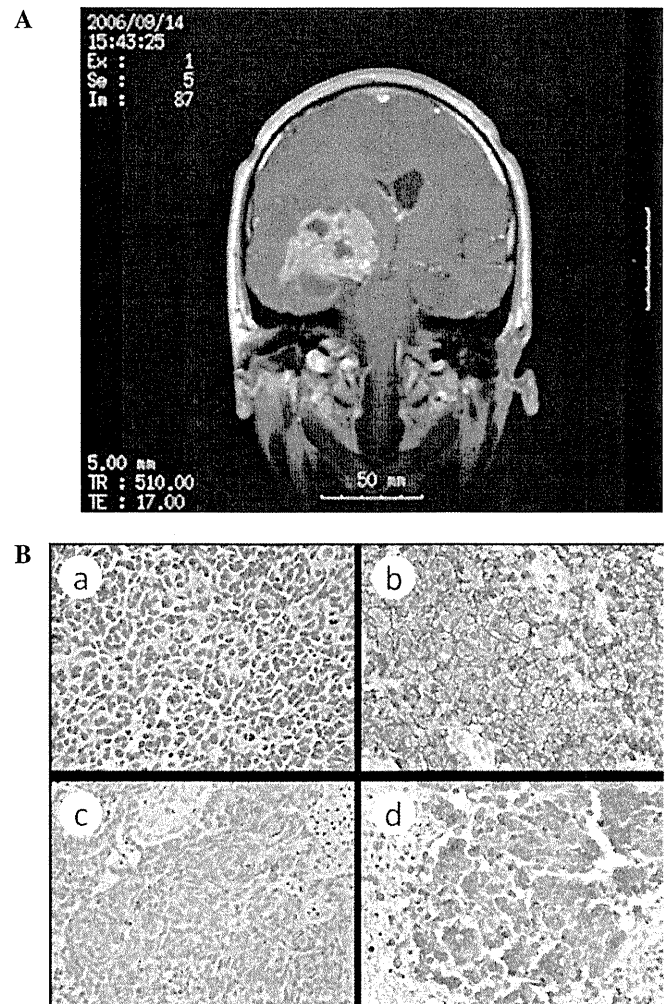 A
2006/09/14
15:43:25
Ex : 1
Se : 5
Im : 87
5.00 mm
TR : 510.00
TE : 17.00
50 mm
B
a
b
c
d